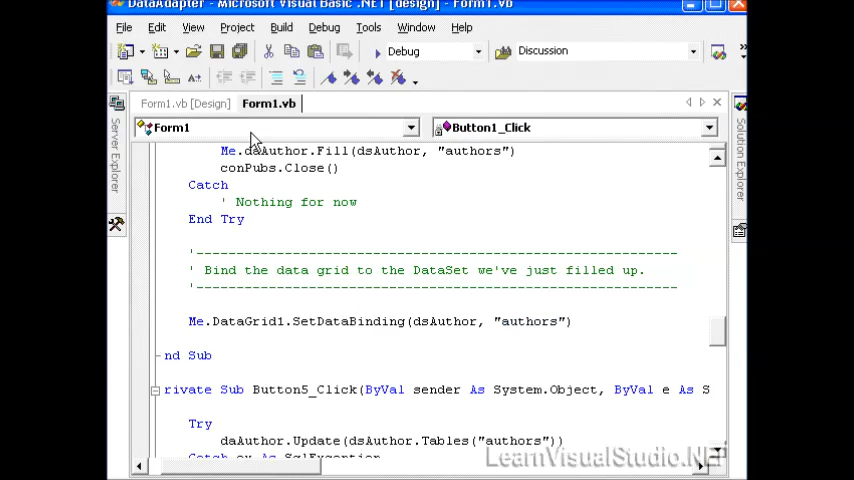 DataAdapter - Microsoft Visual Basic .NET [design] - Form1.vb
File Edit View Project Build Debug Tools Window Help
Debug Discussion
Form1.vb [Design] Form1.vb
Form1 Button1_Click
Server Explorer
Solution Explorer
Me.daAuthor.Fill(dsAuthor, "authors")
conPubs.Close()
Catch
' Nothing for now
End Try
'------------------------------------------------------------
' Bind the data grid to the DataSet we've just filled up.
'------------------------------------------------------------
Me.DataGrid1.SetDataBinding(dsAuthor, "authors")
nd Sub
rivate Sub Button5_Click(ByVal sender As System.Object, ByVal e As S
Try
daAuthor.Update(dsAuthor.Tables("authors"))
Catch ex As SqlException
LearnVisualStudio.NET